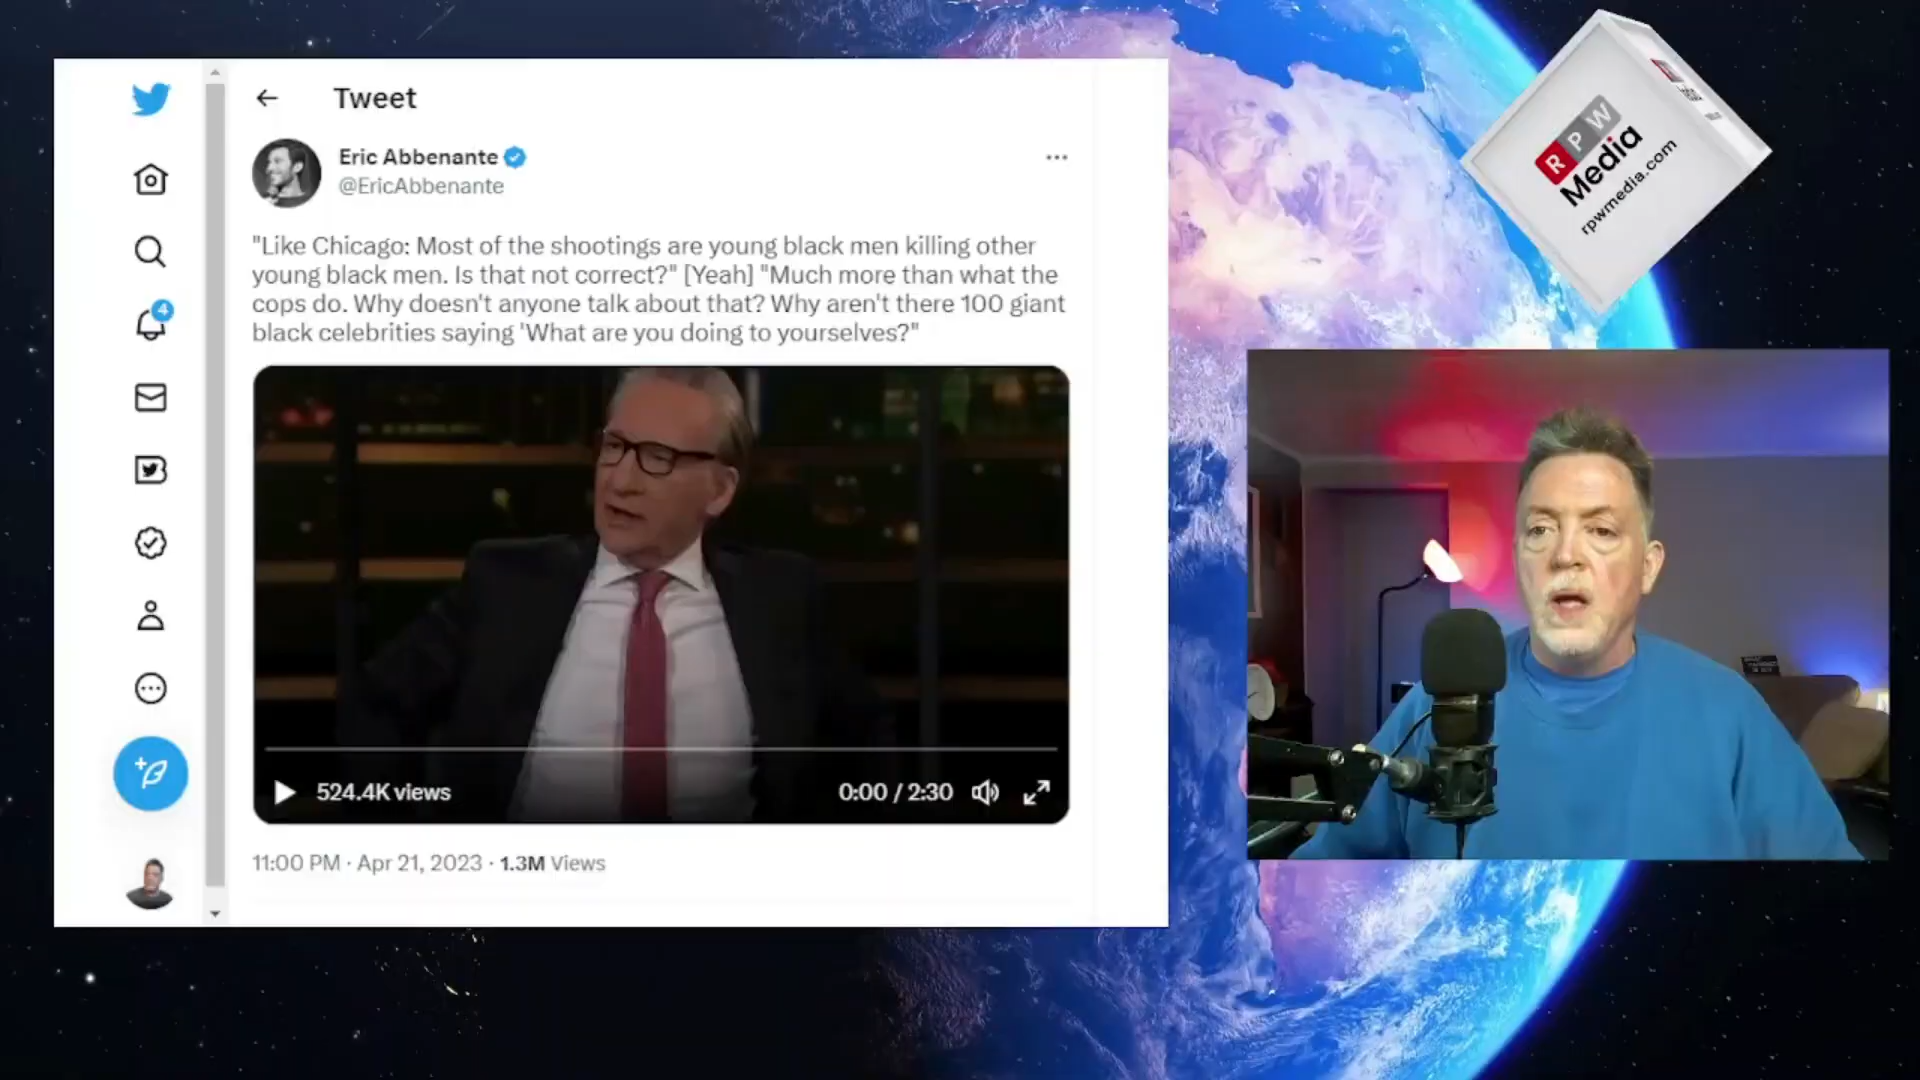 Tweet
Eric Abbenante
@EricAbbenante
"Like Chicago: Most of the shootings are young black men killing other
young black men. Is that not correct?" [Yeah] "Much more than what the
cops do. Why doesn't anyone talk about that? Why aren't there 100 giant
black celebrities saying 'What are you doing to yourselves?"
4
524.4K views
0:00 / 2:30
11:00 PM · Apr 21, 2023 · 1.3M Views
RPW
Media
rpwmedia.com